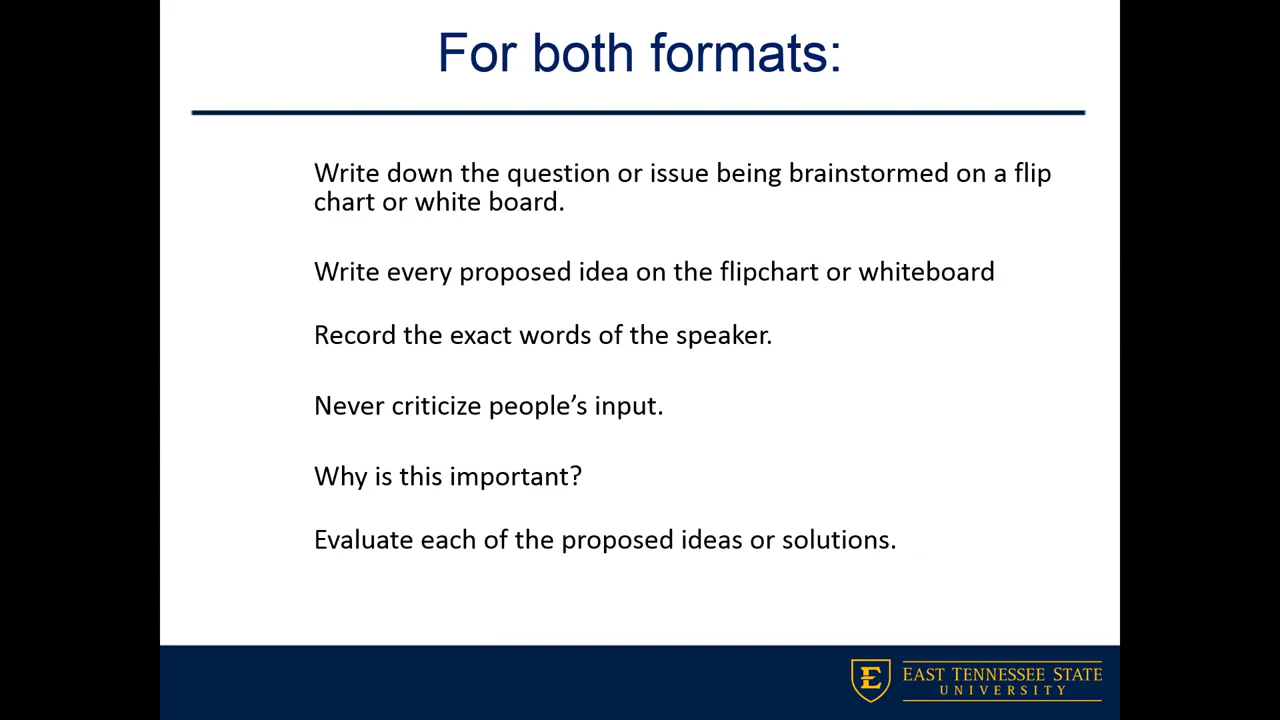 For both formats:
Write down the question or issue being brainstormed on a flip
chart or white board.
Write every proposed idea on the flipchart or whiteboard
Record the exact words of the speaker.
Never criticize people’s input.
Why is this important?
Evaluate each of the proposed ideas or solutions.
E
EAST TENNESSEE STATE
UNIVERSITY